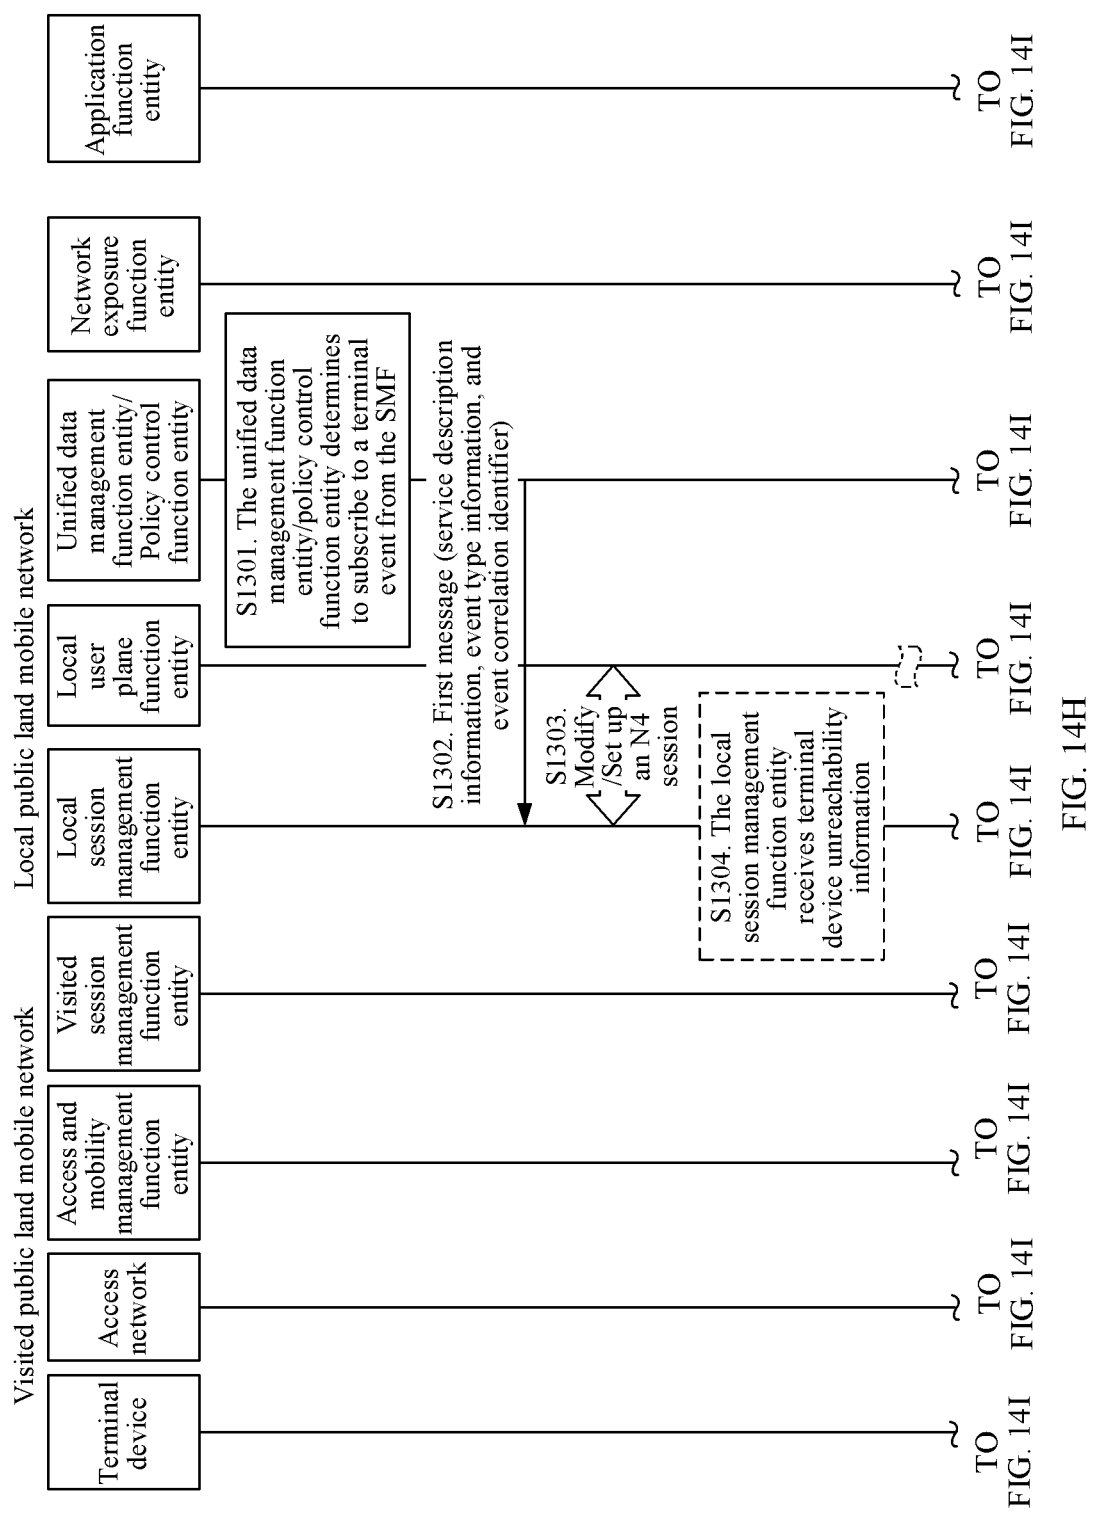 Visited public land mobile network
Local public land mobile network
Terminal
device
Access
network
Access and
mobility
management
function
entity
Visited
session
management
function
entity
Local
session
management
function
entity
Local
user
plane
function
entity
Unified data
management
function entity/
Policy control
function entity
Network
exposure
function
entity
Application
function
entity
S1301. The unified data
management function
entity/policy control
function entity determines
to subscribe to a terminal
event from the SMF
S1302. First message (service description
information, event type information, and
event correlation identifier)
S1303.
Modify
/Set up
an N4
session
S1304. The local
session management
function entity
receives terminal
device unreachability
information
TO
FIG. 14I
TO
FIG. 14I
TO
FIG. 14I
TO
FIG. 14I
TO
FIG. 14I
TO
FIG. 14I
TO
FIG. 14I
TO
FIG. 14I
TO
FIG. 14I
FIG. 14H